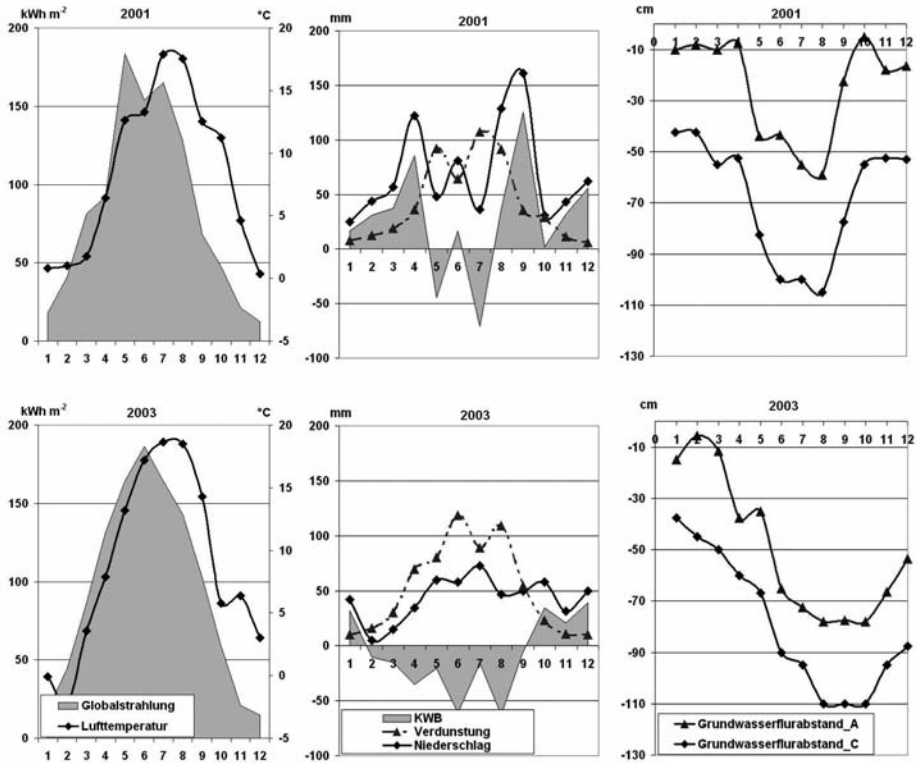 kWh m-2 2001 °C
200 20
150 15
10
100
5
50
0
0 -5
1 2 3 4 5 6 7 8 9 10 11 12
mm 2001
200
150
100
50
0
1 2 3 4 5 6 7 8 9 10 11 12
-50
-100
cm 2001
0 1 2 3 4 5 6 7 8 9 10 11 12
-10
-30
-50
-70
-90
-110
-130
kWh m-2 2003 °C
200 20
150 15
10
100
5
50
0
0 -5
Globalstrahlung
Lufttemperatur
1 2 3 4 5 6 7 8 9 10 11 12
mm 2003
200
150
100
50
0
1 2 3 4 5 6 7 8 9 10 11 12
-50
-100
KWB
Verdunstung
Niederschlag
cm 2003
0 1 2 3 4 5 6 7 8 9 10 11 12
-10
-30
-50
-70
-90
-110
-130
Grundwasserflurabstand_A
Grundwasserflurabstand_C